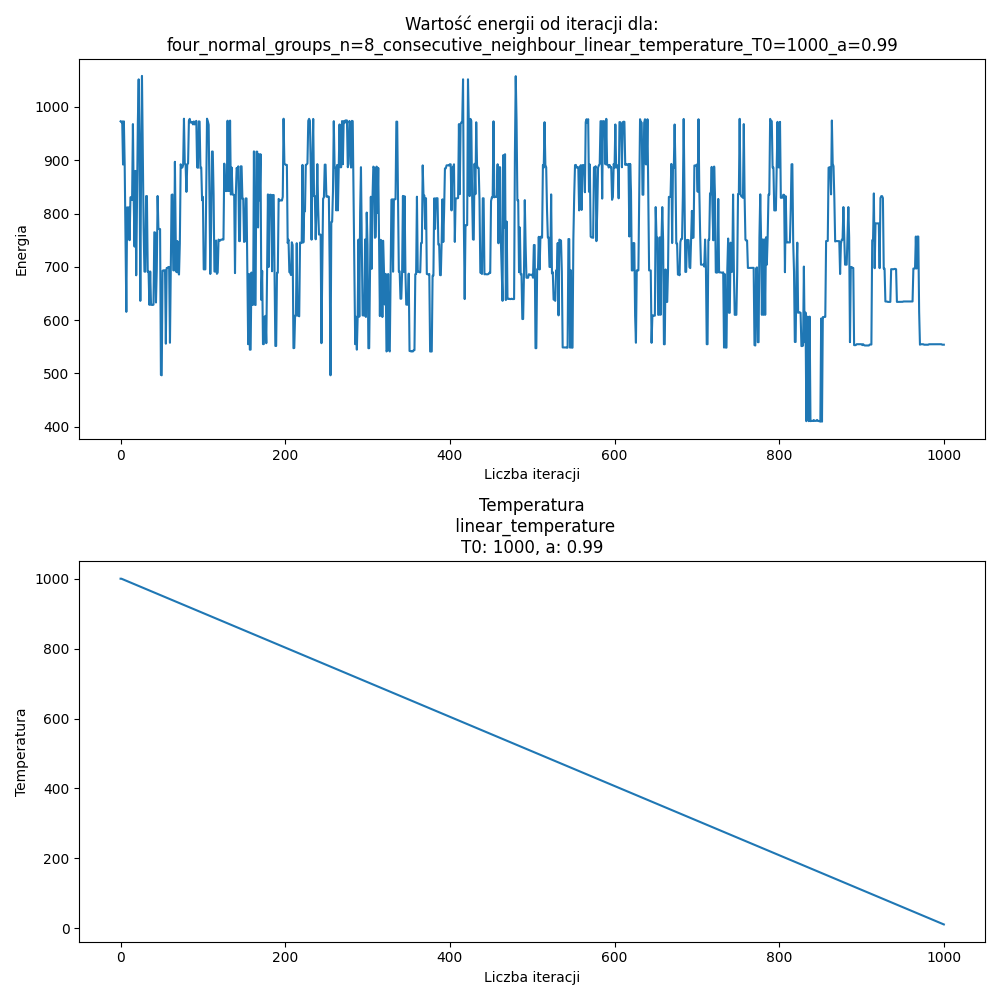 Wartość energii od iteracji dla:
four_normal_groups_n=8_consecutive_neighbour_linear_temperature_T0=1000_a=0.99
1000
900
800
700
600
500
400
Energia
0 200 400 600 800 1000
Liczba iteracji
Temperatura
linear_temperature
T0: 1000, a: 0.99
1000
800
600
400
200
0
Temperatura
0 200 400 600 800 1000
Liczba iteracji